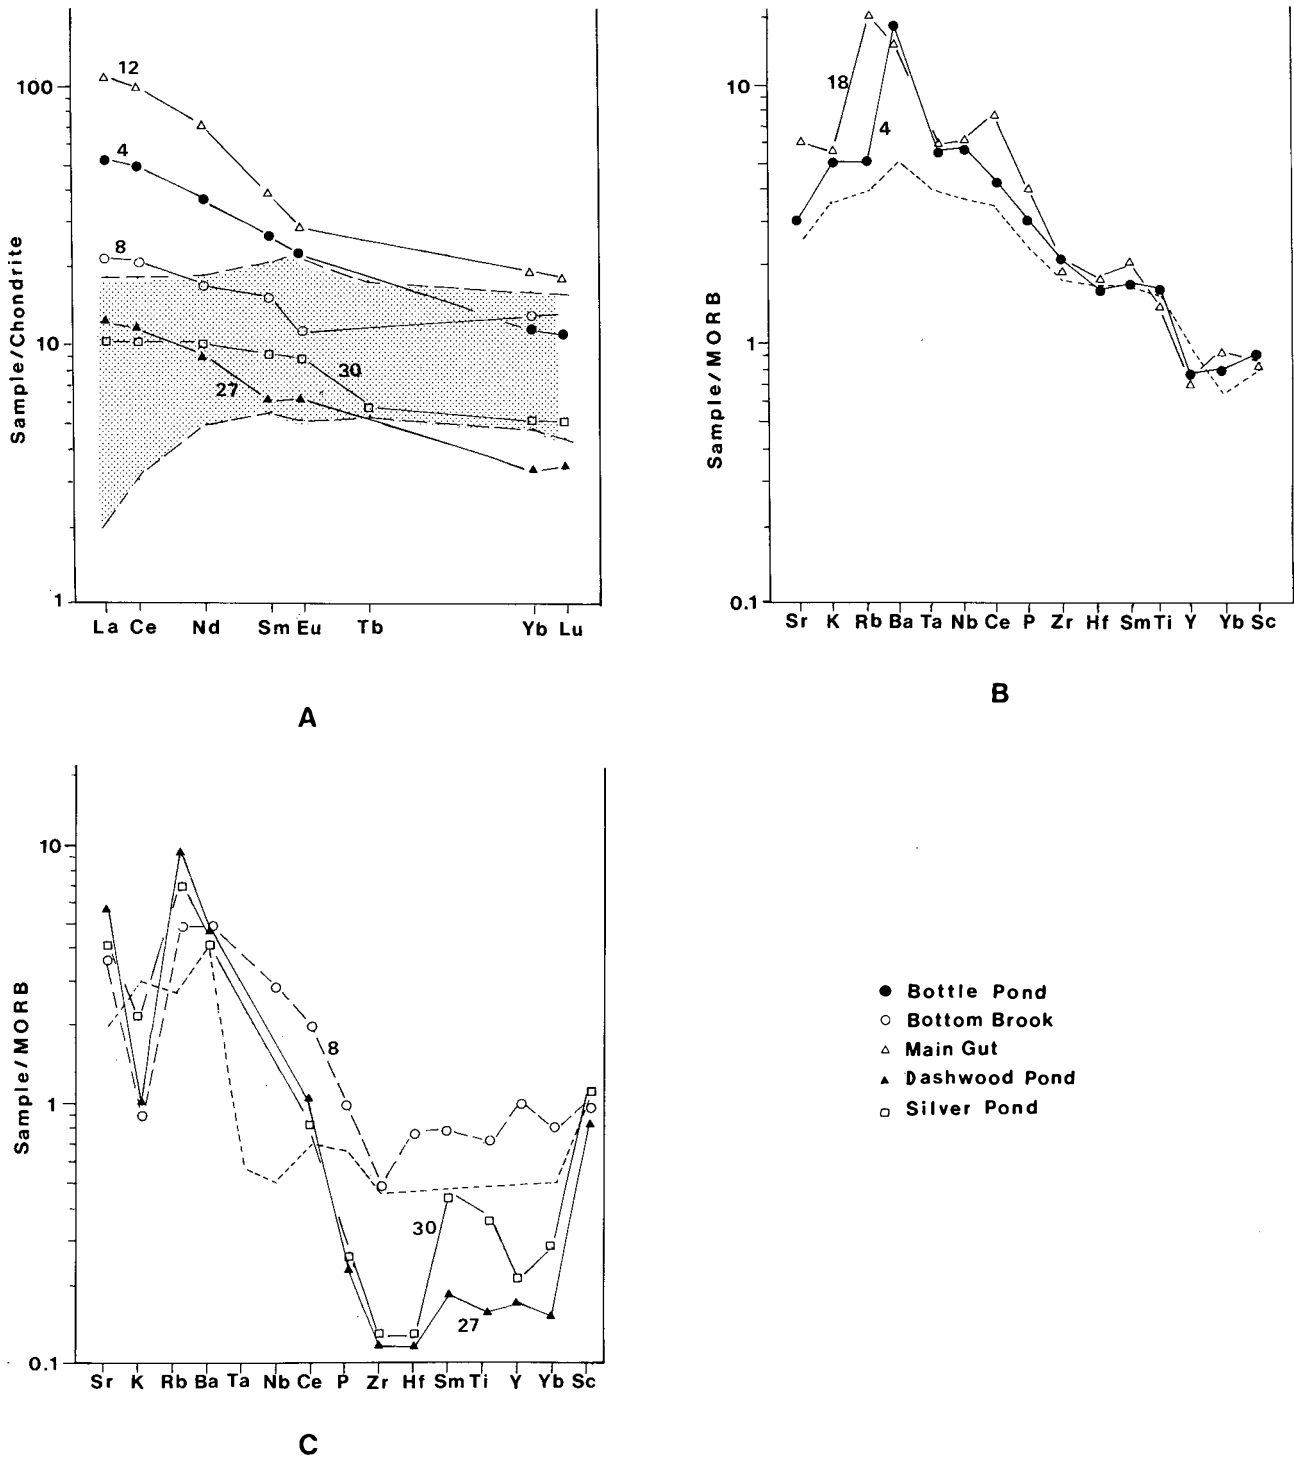 100
10
1
Sample/Chondrite
12
4
8
27
30
La Ce Nd Sm Eu Tb Yb Lu
A
10
1
0.1
Sample/MORB
18
4
Sr K Rb Ba Ta Nb Ce P Zr Hf Sm Ti Y Yb Sc
B
10
1
0.1
Sample/MORB
8
30
27
Sr K Rb Ba Ta Nb Ce P Zr Hf Sm Ti Y Yb Sc
C
Bottle Pond
Bottom Brook
Main Gut
Dashwood Pond
Silver Pond